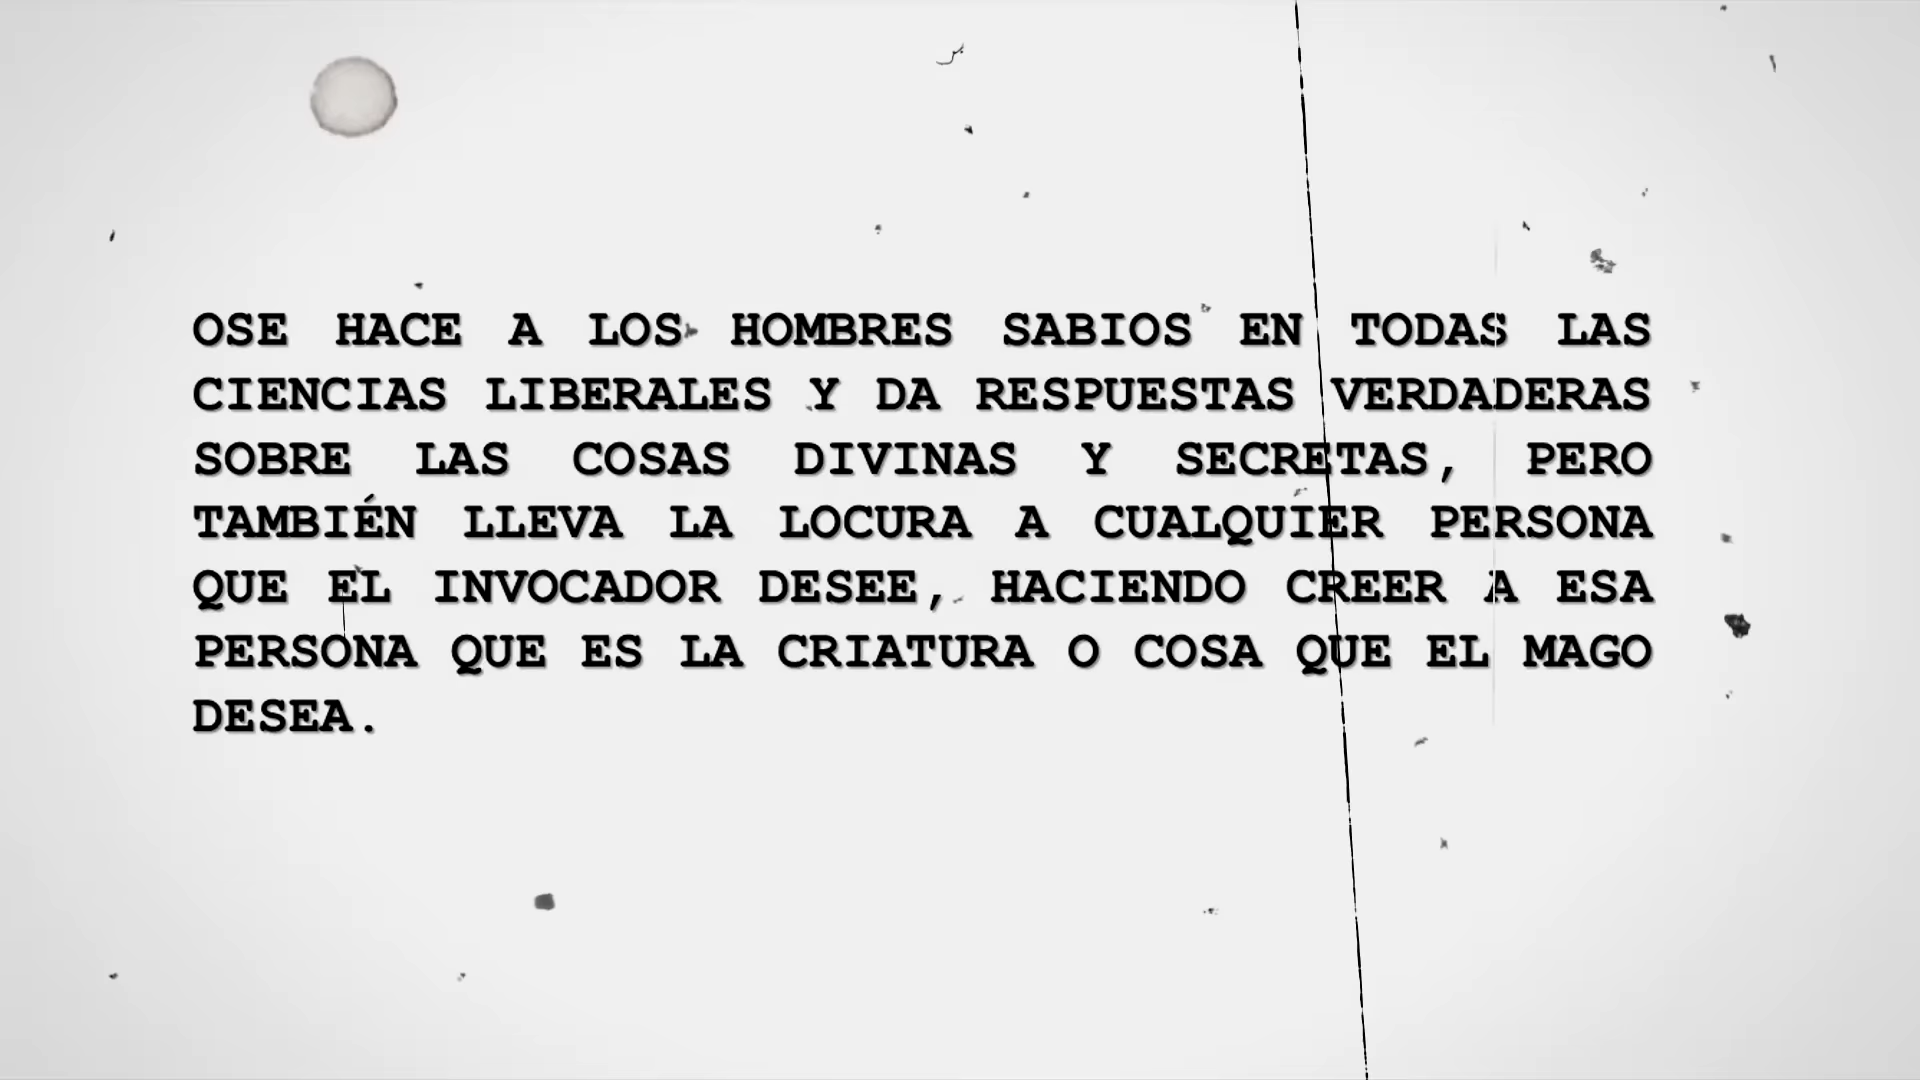 OSE HACE A LOS HOMBRES SABIOS EN TODAS LAS
CIENCIAS LIBERALES Y DA RESPUESTAS VERDADERAS
SOBRE LAS COSAS DIVINAS Y SECRETAS, PERO
TAMBIÉN LLEVA LA LOCURA A CUALQUIER PERSONA
QUE EL INVOCADOR DESEE, HACIENDO CREER A ESA
PERSONA QUE ES LA CRIATURA O COSA QUE EL MAGO
DESEA.